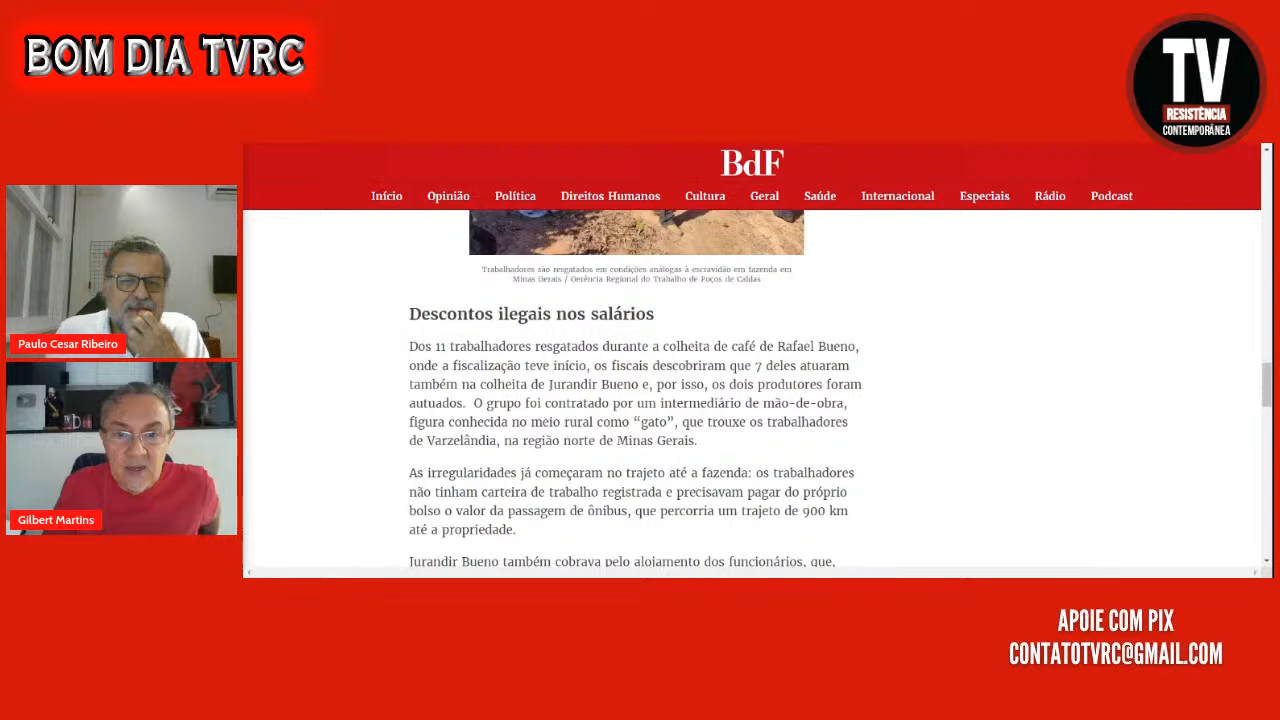 BOM DIA TVRC
TV
RESISTÊNCIA
CONTEMPORÂNEA
BdF
Início Opinião Política Direitos Humanos Cultura Geral Saúde Internacional Especiais Rádio Podcast
Trabalhadores são resgatados em condições análogas à escravidão em fazenda em
Minas Gerais / Gerência Regional do Trabalho de Poços de Caldas
Descontos ilegais nos salários
Dos 11 trabalhadores resgatados durante a colheita de café de Rafael Bueno,
onde a fiscalização teve início, os fiscais descobriram que 7 deles atuaram
também na colheita de Jurandir Bueno e, por isso, os dois produtores foram
autuados. O grupo foi contratado por um intermediário de mão-de-obra,
figura conhecida no meio rural como “gato”, que trouxe os trabalhadores
de Varzelândia, na região norte de Minas Gerais.
As irregularidades já começaram no trajeto até a fazenda: os trabalhadores
não tinham carteira de trabalho registrada e precisavam pagar do próprio
bolso o valor da passagem de ônibus, que percorria um trajeto de 900 km
até a propriedade.
Jurandir Bueno também cobrava pelo alojamento dos funcionários, que,
Paulo Cesar Ribeiro
Gilbert Martins
APOIE COM PIX
CONTATOTVRC@GMAIL.COM